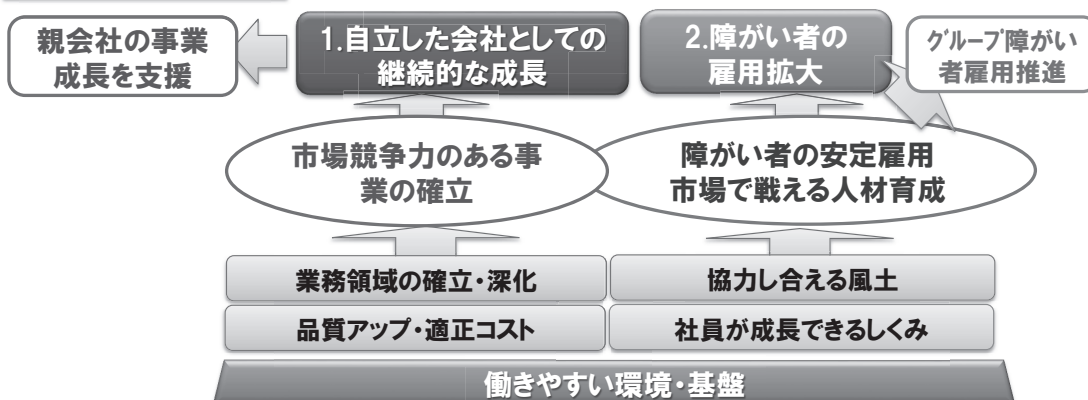 親会社の事業
成長を支援
1.自立した会社としての
継続的な成長
2.障がい者の
雇用拡大
グループ障がい
者雇用推進
市場競争力のある事
業の確立
障がい者の安定雇用
市場で戦える人材育成
業務領域の確立・深化
協力し合える風土
品質アップ・適正コスト
社員が成長できるしくみ
働きやすい環境・基盤